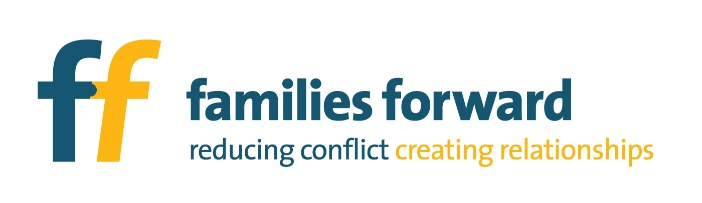 ff
families forward
reducing conflict creating relationships